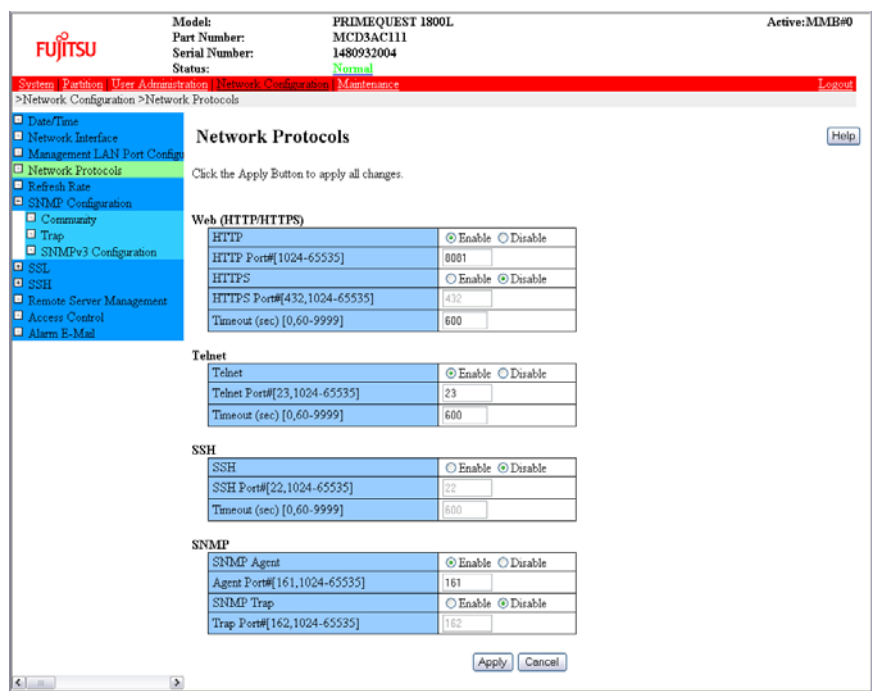 FUJITSU
Model: PRIMEQUEST 1800L Active:MMB#0
Part Number: MCD3AC111
Serial Number: 1480932004
Status: Normal
System | Partition | User Administration | Network Configuration | Maintenance Logout
>Network Configuration >Network Protocols
Date/Time
Network Interface
Management LAN Port Configu
Network Protocols
Refresh Rate
SNMP Configuration
Community
Trap
SNMPv3 Configuration
SSL
SSH
Remote Server Management
Access Control
Alarm E-Mail
Network Protocols Help
Click the Apply Button to apply all changes.
Web (HTTP/HTTPS)
HTTP Enable Disable
HTTP Port#[1024-65535] 8081
HTTPS Enable Disable
HTTPS Port#[432,1024-65535] 432
Timeout (sec) [0,60-9999] 600
Telnet
Telnet Enable Disable
Telnet Port#[23,1024-65535] 23
Timeout (sec) [0,60-9999] 600
SSH
SSH Enable Disable
SSH Port#[22,1024-65535] 22
Timeout (sec) [0,60-9999] 600
SNMP
SNMP Agent Enable Disable
Agent Port#[161,1024-65535] 161
SNMP Trap Enable Disable
Trap Port#[162,1024-65535] 162
Apply Cancel